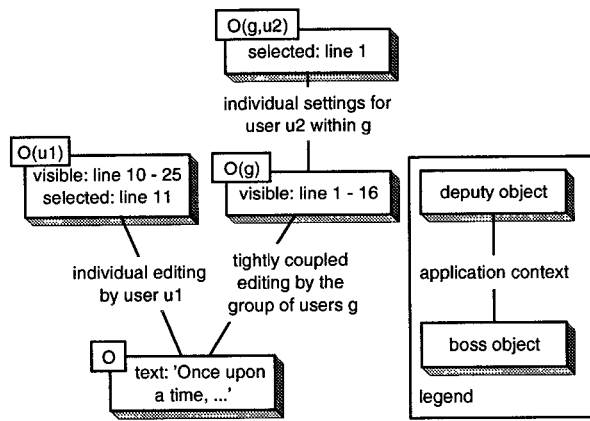 O(g,u2)
selected: line 1
individual settings for
user u2 within g
O(u1)
visible: line 10 - 25
selected: line 11
O(g)
visible: line 1 - 16
individual editing
by user u1
tightly coupled
editing by the
group of users g
O
text: 'Once upon
a time, ...'
deputy object
application context
boss object
legend